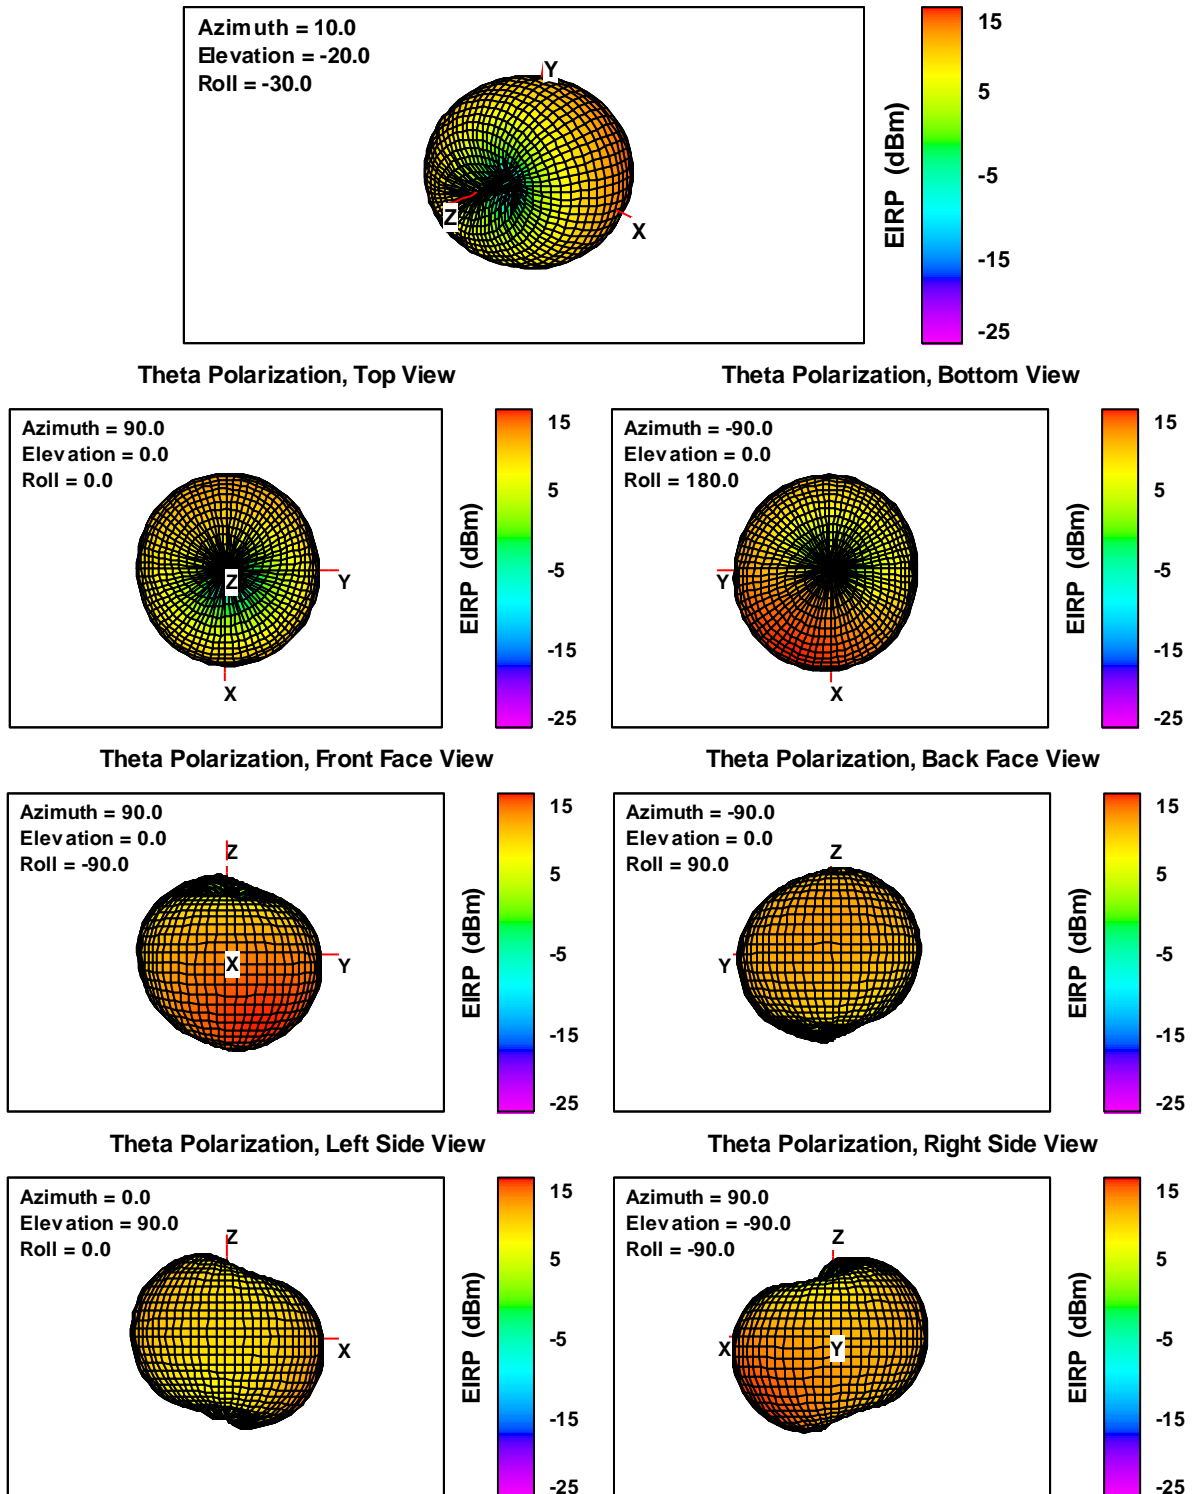 Azimuth = 10.0
Elevation = -20.0
Roll = -30.0
Y
Z
X
EIRP (dBm)
15
5
-5
-15
-25
Theta Polarization, Top View
Azimuth = 90.0
Elevation = 0.0
Roll = 0.0
Z
Y
X
EIRP (dBm)
15
5
-5
-15
-25
Theta Polarization, Bottom View
Azimuth = -90.0
Elevation = 0.0
Roll = 180.0
Y
X
EIRP (dBm)
15
5
-5
-15
-25
Theta Polarization, Front Face View
Azimuth = 90.0
Elevation = 0.0
Roll = -90.0
Z
X
Y
EIRP (dBm)
15
5
-5
-15
-25
Theta Polarization, Back Face View
Azimuth = -90.0
Elevation = 0.0
Roll = 90.0
Z
Y
EIRP (dBm)
15
5
-5
-15
-25
Theta Polarization, Left Side View
Azimuth = 0.0
Elevation = 90.0
Roll = 0.0
Z
X
EIRP (dBm)
15
5
-5
-15
-25
Theta Polarization, Right Side View
Azimuth = 90.0
Elevation = -90.0
Roll = -90.0
Z
X
Y
EIRP (dBm)
15
5
-5
-15
-25